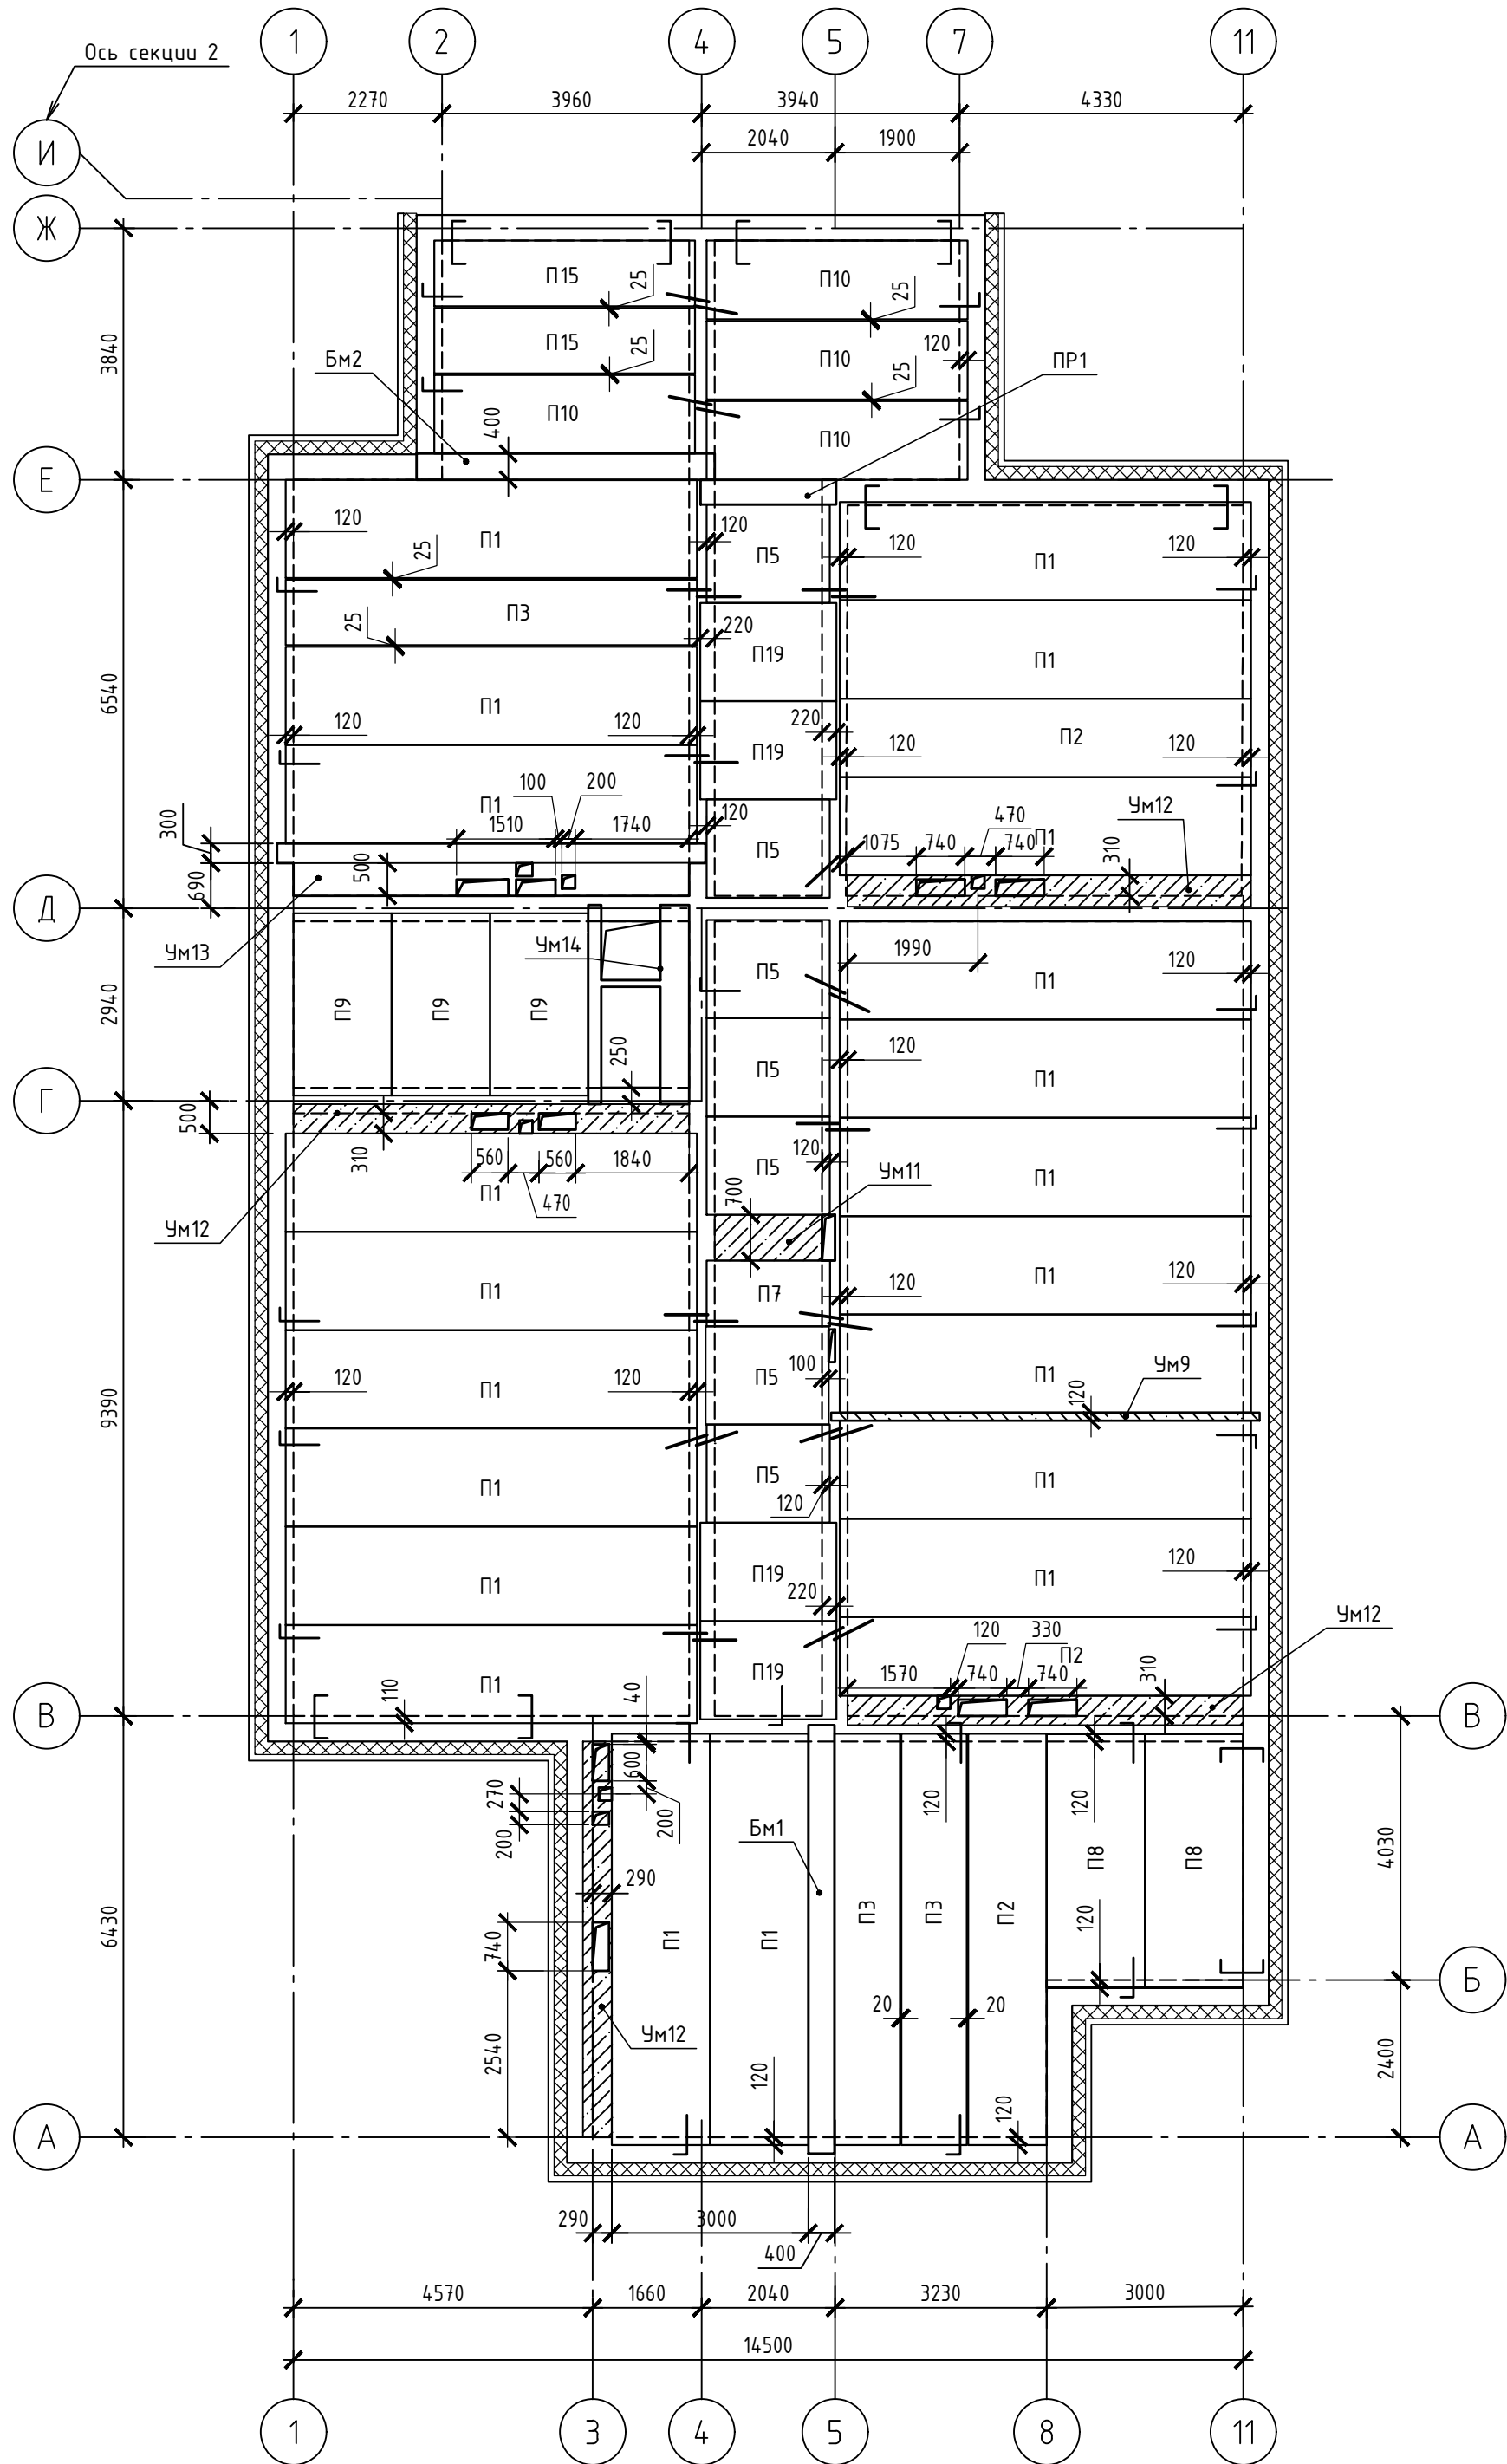 1
2
4
5
7
11
Ось секции 2
2270
3960
3940
4330
2040
1900
И
Ж
П15
25
П10
25
3840
П15
25
П10
120
25
Бм2
ПР1
П10
400
П10
Е
120
П1
25
120
П5
120
П1
120
П3
25
220
П19
П1
6540
П1
120
120
220
П19
120
П2
120
100
200
П1
300
1510
1740
120
П5
1075
740
470
740
П1
310
Ум12
690
500
Д
Ум13
Ум14
1990
П5
П1
120
2940
П9
П9
П9
250
П5
120
П1
Г
500
310
560
560
1840
470
П1
120
П5
П1
700
Ум11
Ум12
П1
П7
120
П1
120
9390
120
П1
120
П5
100
П1
120
Ум9
П1
П5
120
П1
П1
П19
220
П1
120
П1
110
П19
120
330
П2
1570
740
740
310
Ум12
В
В
40
600
270
200
200
120
120
Бм1
290
П1
П1
П3
П3
П2
П8
П8
120
4030
6430
740
Б
20
20
2540
Ум12
120
120
2400
А
А
290
3000
400
4570
1660
2040
3230
3000
14500
1
3
4
5
8
11